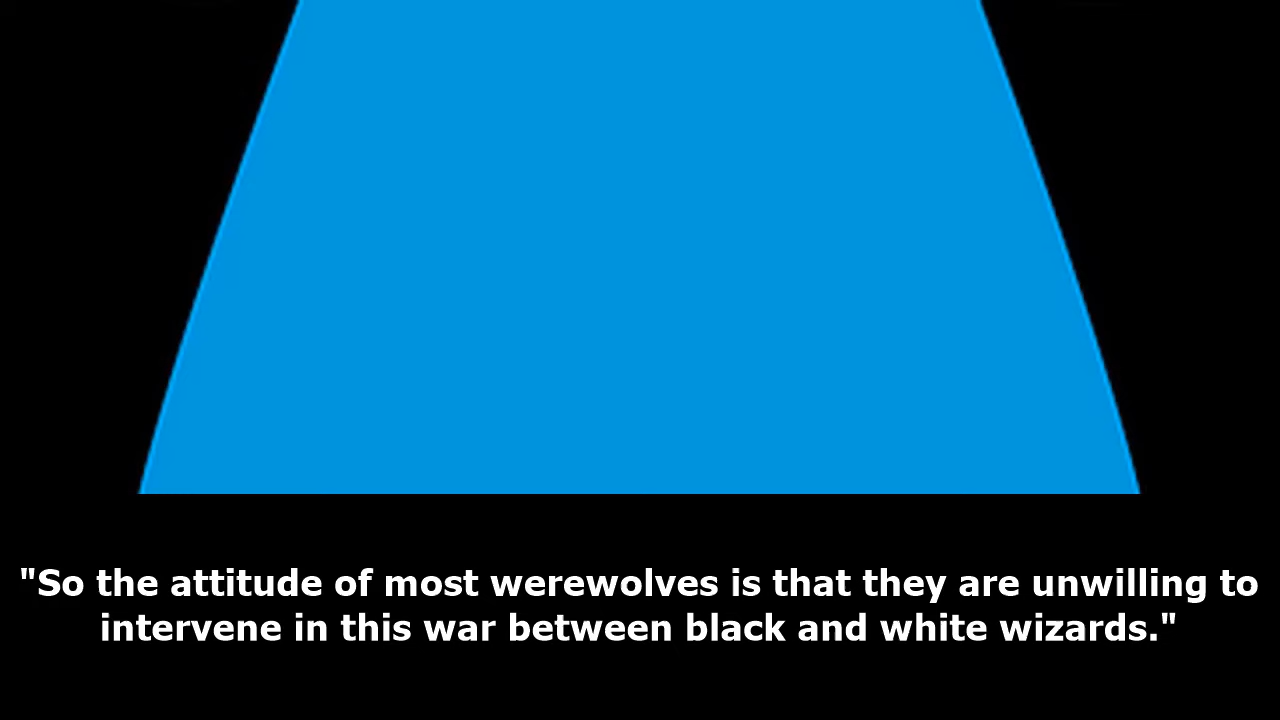 "So the attitude of most werewolves is that they are unwilling to
intervene in this war between black and white wizards."